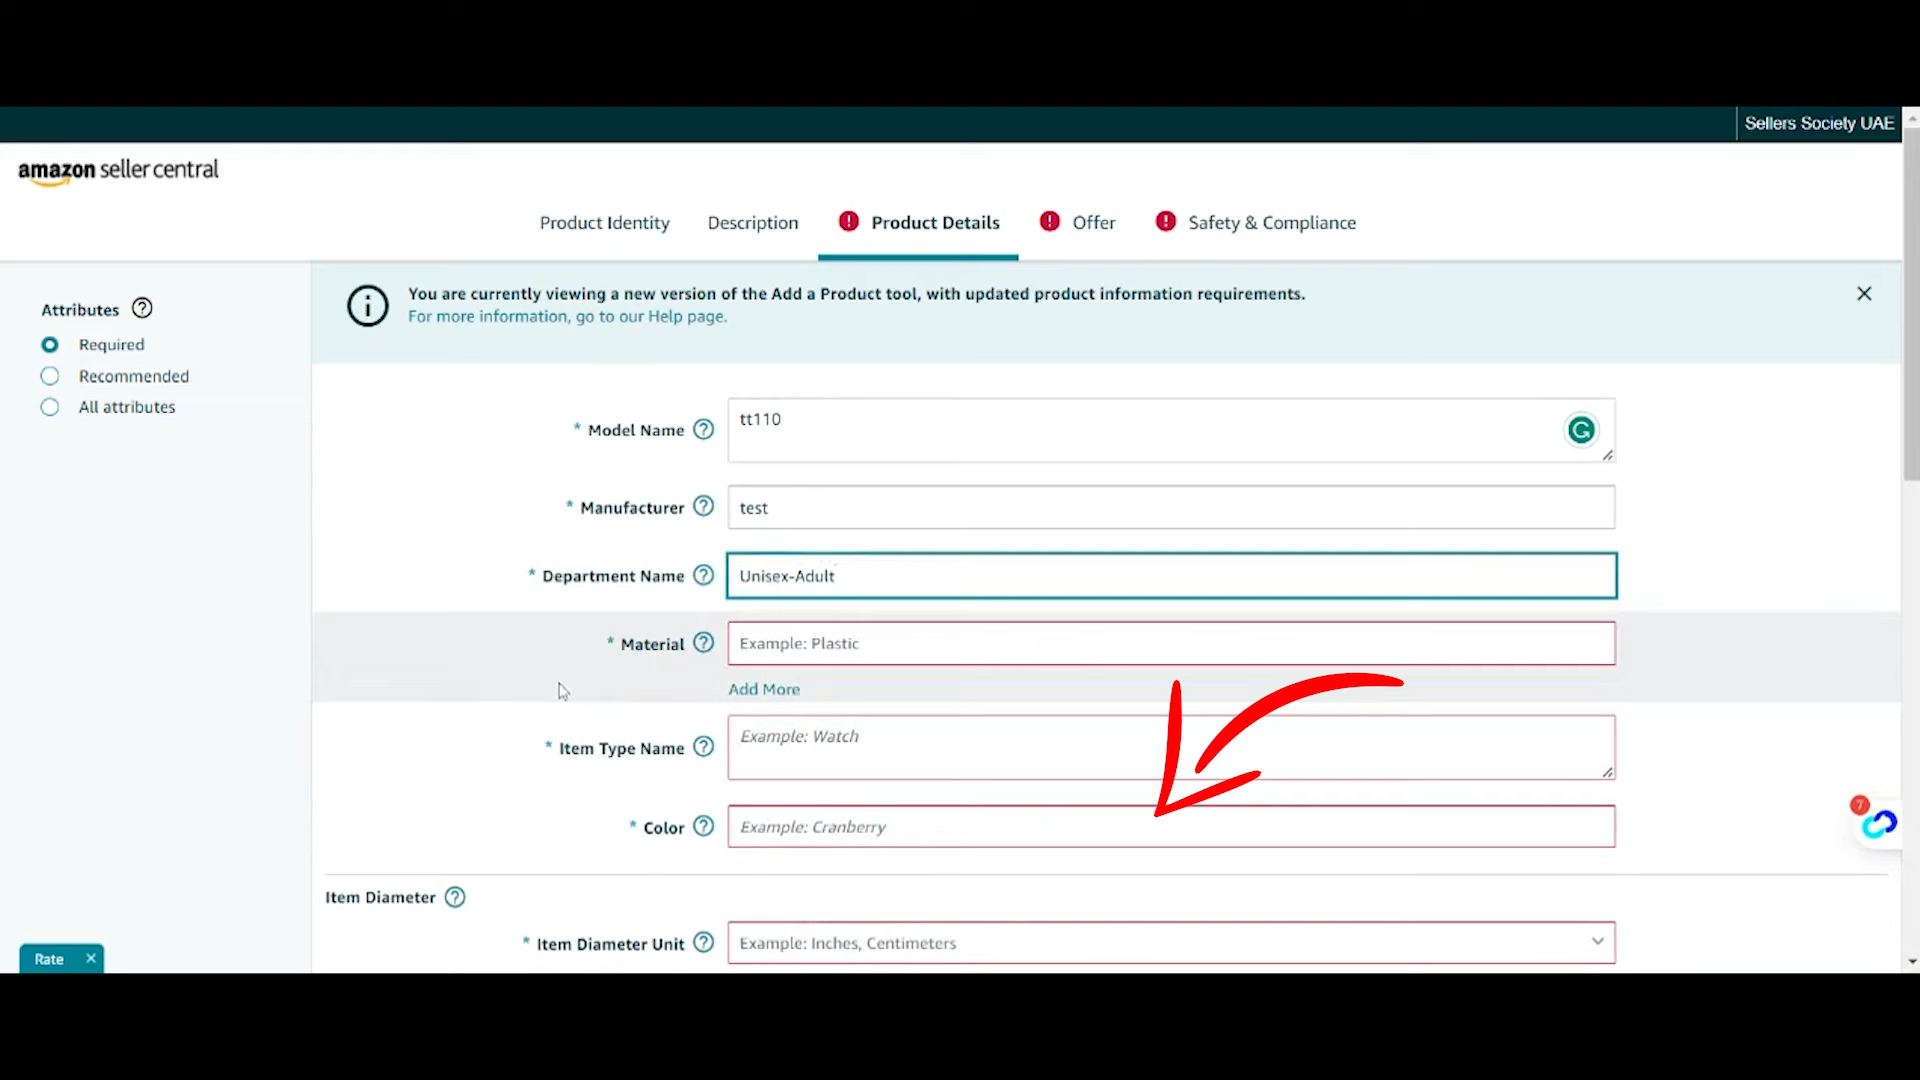 Sellers Society UAE
amazon seller central
Product Identity
Description
! Product Details
! Offer
! Safety & Compliance
Attributes ?
Required
Recommended
All attributes
i
You are currently viewing a new version of the Add a Product tool, with updated product information requirements.
For more information, go to our Help page.
* Model Name ? tt110
G
* Manufacturer ? test
* Department Name ? Unisex-Adult
* Material ? Example: Plastic
Add More
* Item Type Name ? Example: Watch
* Color ? Example: Cranberry
7
Item Diameter ?
* Item Diameter Unit ? Example: Inches, Centimeters
Rate ×